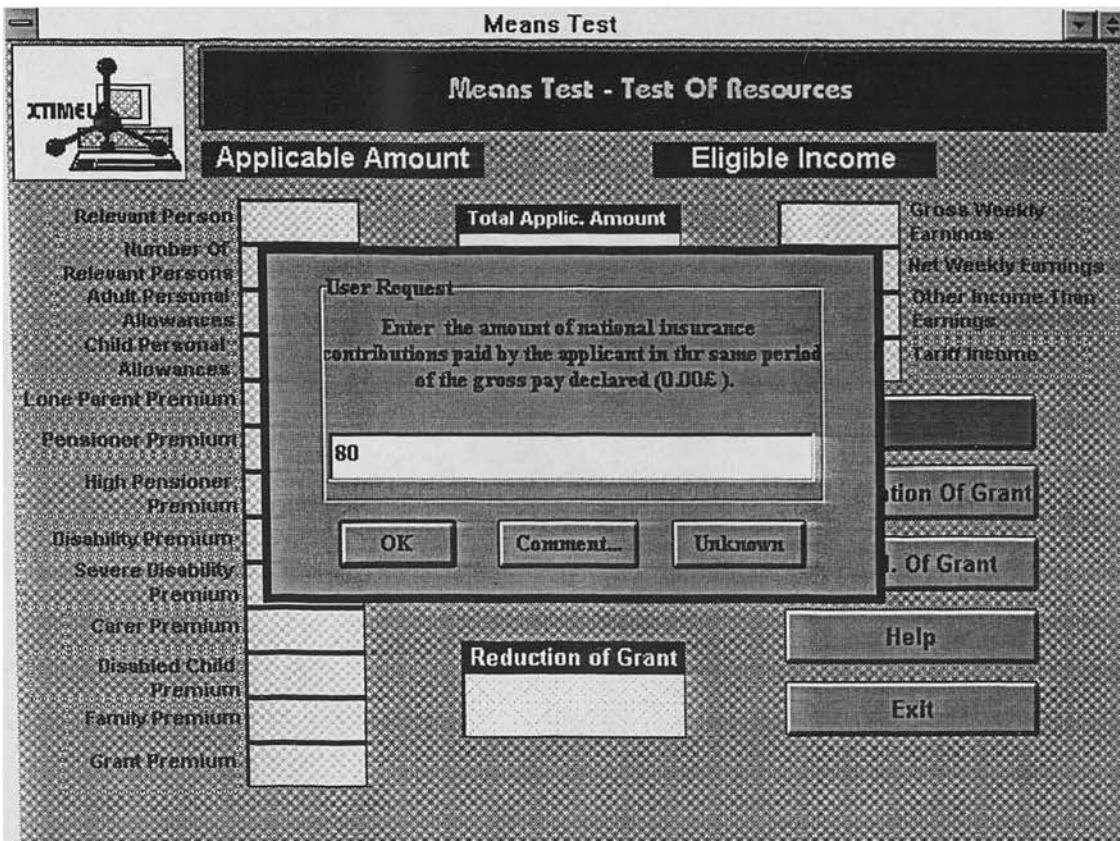 Means Test
XTIMEL
Means Test - Test Of Resources
Applicable Amount
Eligible Income
Relevant Person
Number Of
Relevant Persons
Adult Personal
Allowances
Child Personal
Allowances
Lone Parent Premium
Pensioner Premium
High Pensioner
Premium
Disability Premium
Severe Disability
Premium
Carer Premium
Disabled Child
Premium
Family Premium
Grant Premium
Total Applic. Amount
Gross Weekly
Earnings
Net Weekly Earnings
Other Income Than
Earnings
Tariff Income
User Request
Enter the amount of national insurance
contributions paid by the applicant in thr same period
of the gross pay declared (0.00£ ).
80
OK
Comment...
Unknown
Of Grant
Of Grant
Reduction of Grant
Help
Exit